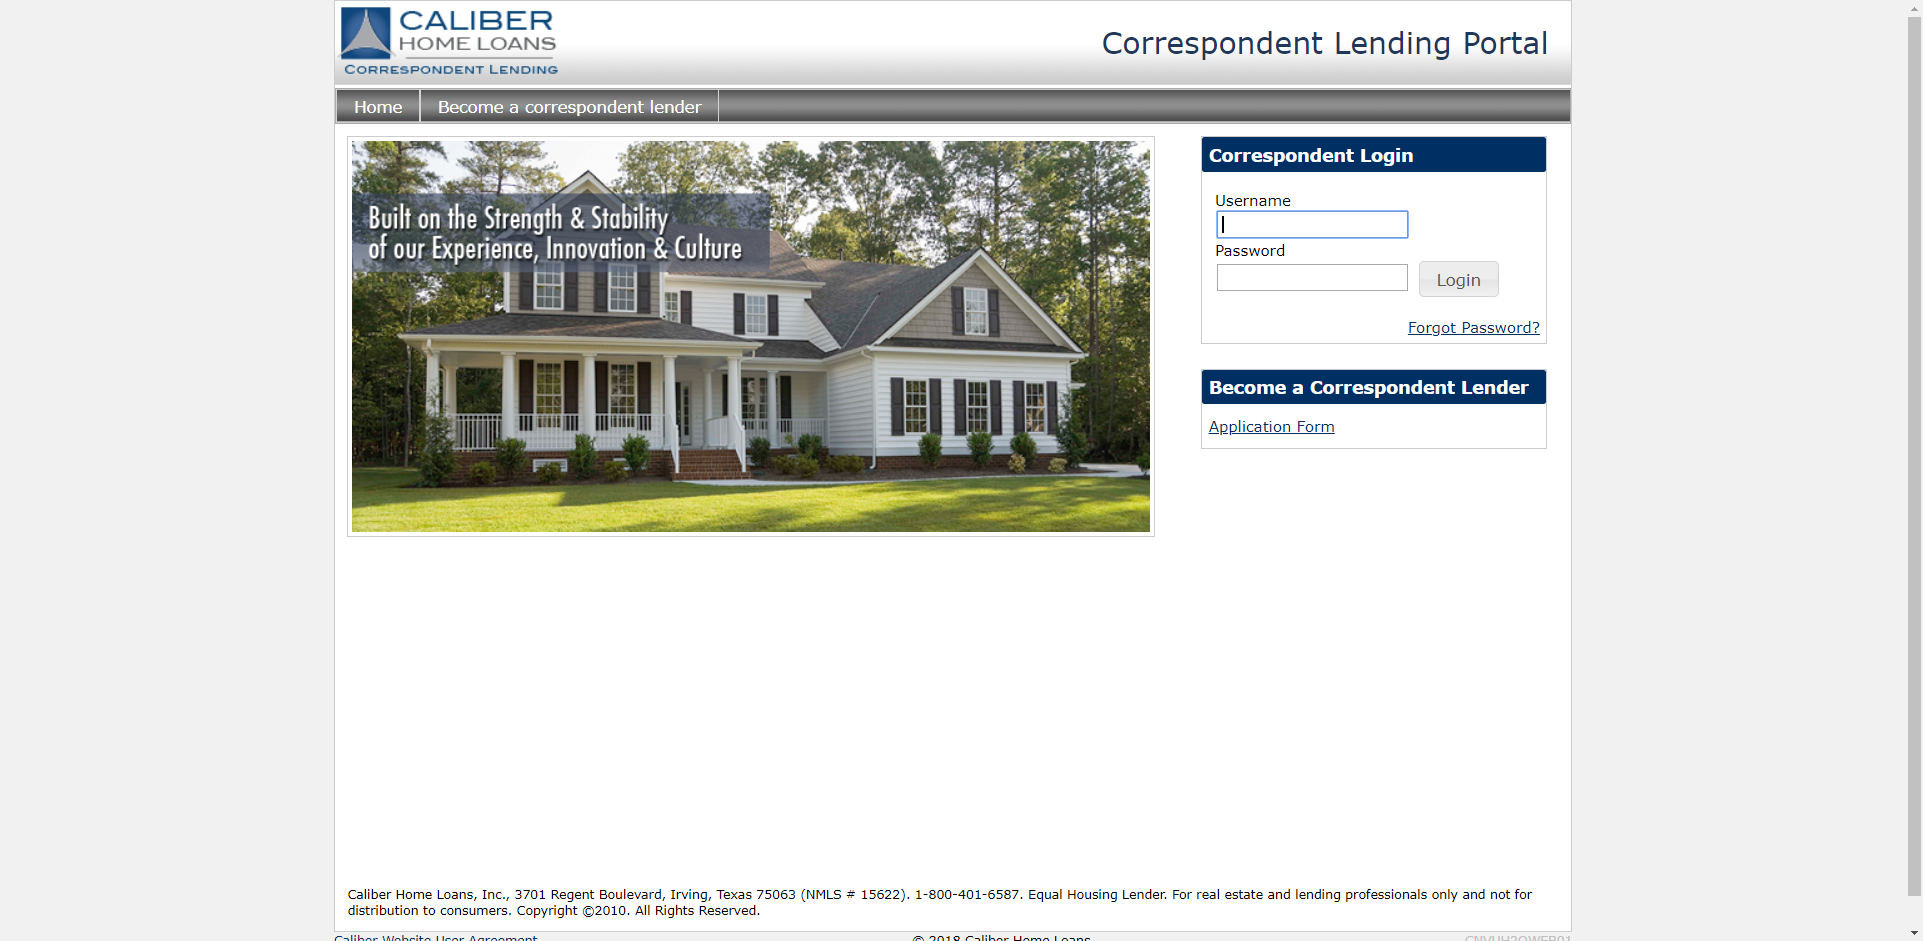 CALIBER
HOME LOANS
CORRESPONDENT LENDING
Correspondent Lending Portal
Home
Become a correspondent lender
Built on the Strength & Stability
of our Experience, Innovation & Culture
Correspondent Login
Username
Password
Login
Forgot Password?
Become a Correspondent Lender
Application Form
Caliber Home Loans, Inc., 3701 Regent Boulevard, Irving, Texas 75063 (NMLS # 15622). 1-800-401-6587. Equal Housing Lender. For real estate and lending professionals only and not for
distribution to consumers. Copyright ©2010. All Rights Reserved.
Caliber Website User Agreement
© 2018 Caliber Home Loans